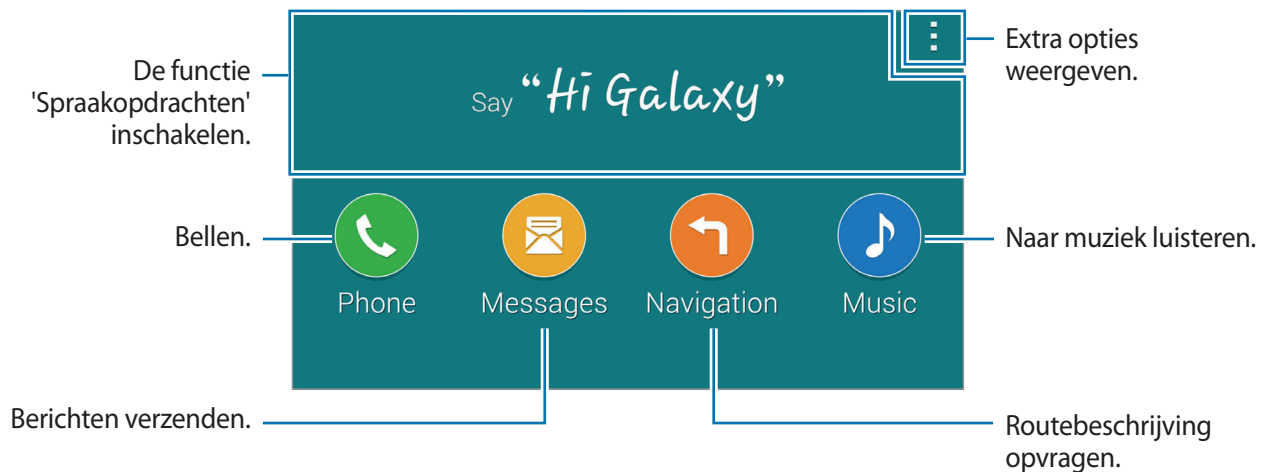 De functie
'Spraakopdrachten'
inschakelen.
Say “Hi Galaxy”
Extra opties
weergeven.
Bellen.
Naar muziek luisteren.
Phone Messages Navigation Music
Berichten verzenden.
Routebeschrijving
opvragen.